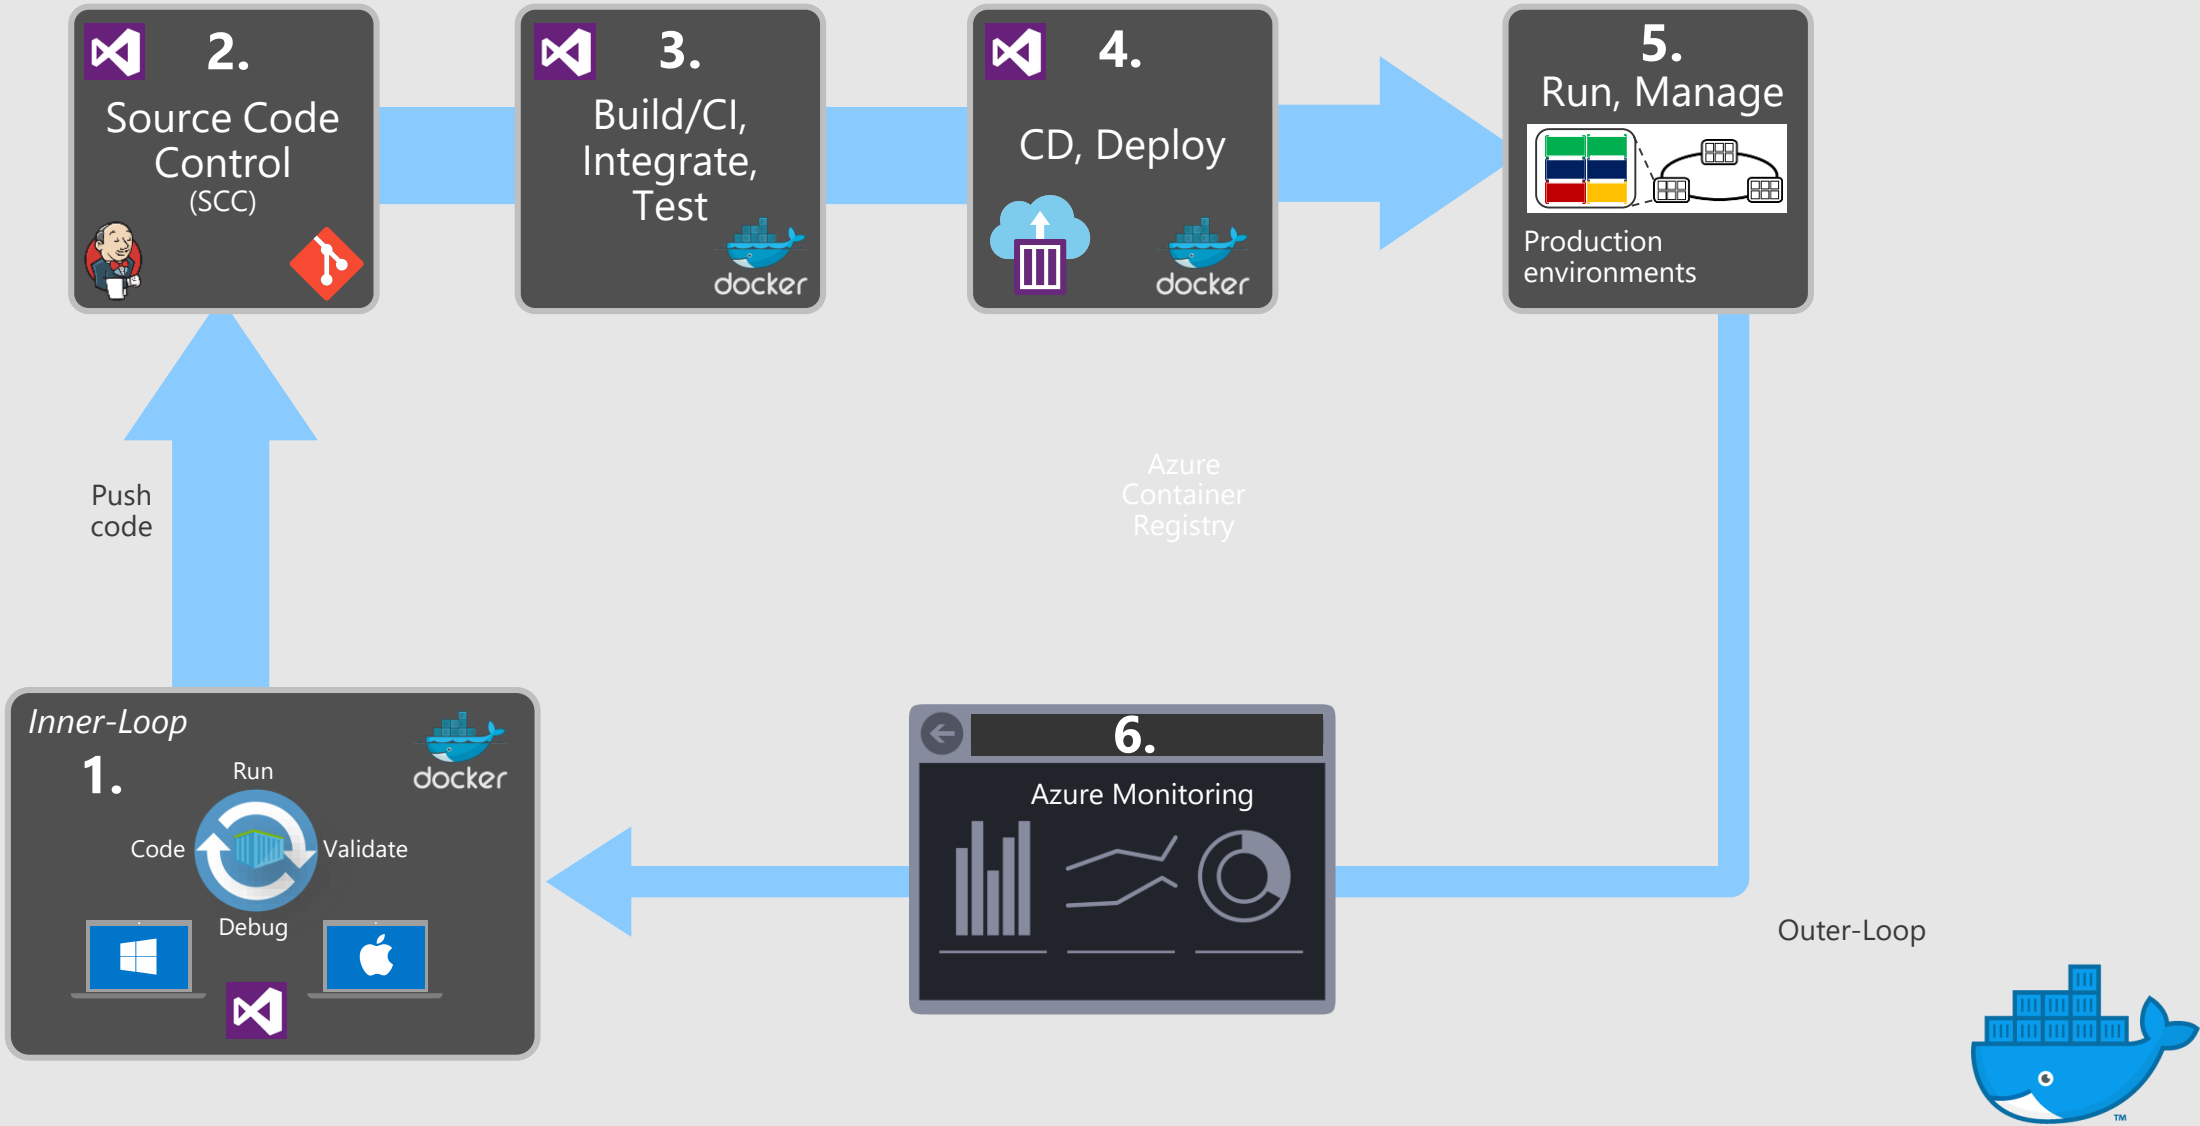 2.
Source Code
Control
(SCC)
3.
Build/CI,
Integrate,
Test
docker
4.
CD, Deploy
docker
5.
Run, Manage
Production
environments
Push
code
Azure
Container
Registry
Inner-Loop
1.
docker
Run
Code
Validate
Debug
6.
Azure Monitoring
Outer-Loop
TM